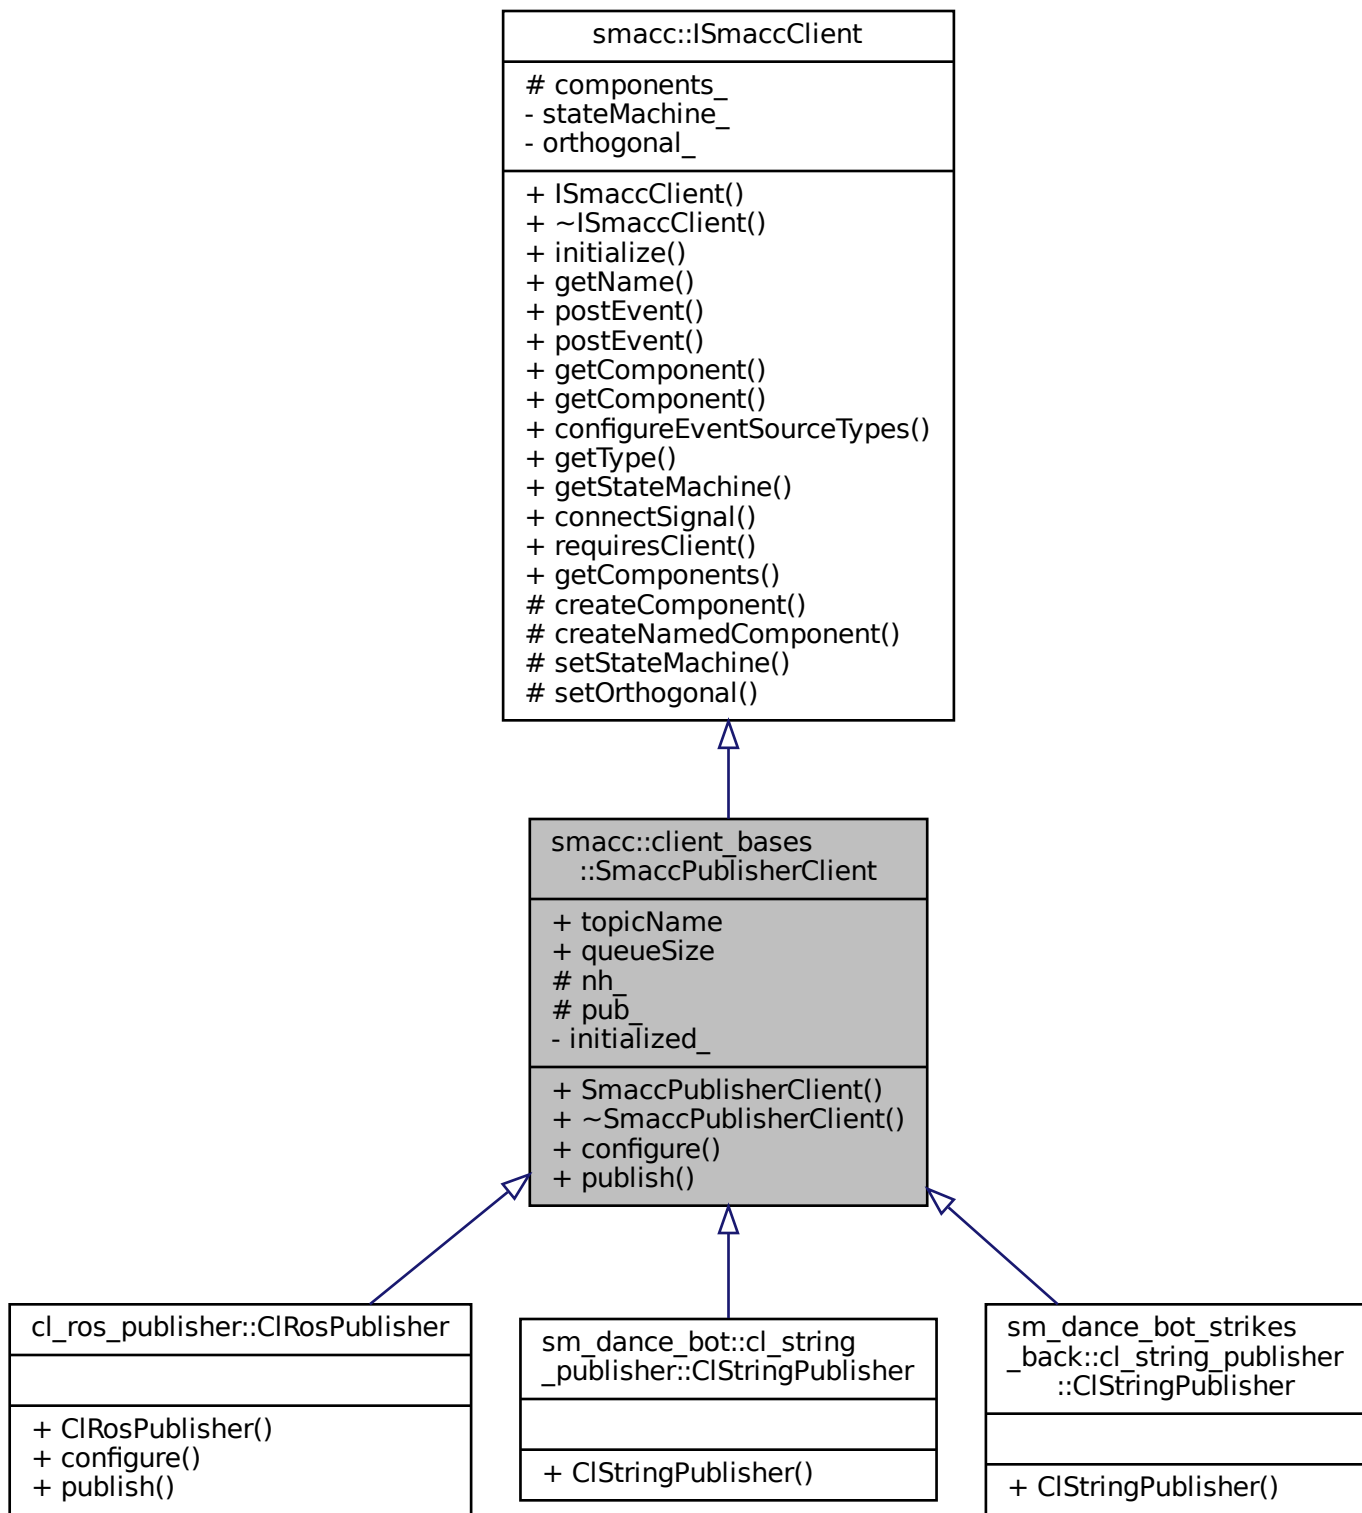 smacc::ISmaccClient
# components_
- stateMachine_
- orthogonal_
+ ISmaccClient()
+ ~ISmaccClient()
+ initialize()
+ getName()
+ postEvent()
+ postEvent()
+ getComponent()
+ getComponent()
+ configureEventSourceTypes()
+ getType()
+ getStateMachine()
+ connectSignal()
+ requiresClient()
+ getComponents()
# createComponent()
# createNamedComponent()
# setStateMachine()
# setOrthogonal()
smacc::client_bases
::SmaccPublisherClient
+ topicName
+ queueSize
# nh_
# pub_
- initialized_
+ SmaccPublisherClient()
+ ~SmaccPublisherClient()
+ configure()
+ publish()
cl_ros_publisher::ClRosPublisher
+ ClRosPublisher()
+ configure()
+ publish()
sm_dance_bot::cl_string
_publisher::ClStringPublisher
+ ClStringPublisher()
sm_dance_bot_strikes
_back::cl_string_publisher
::ClStringPublisher
+ ClStringPublisher()